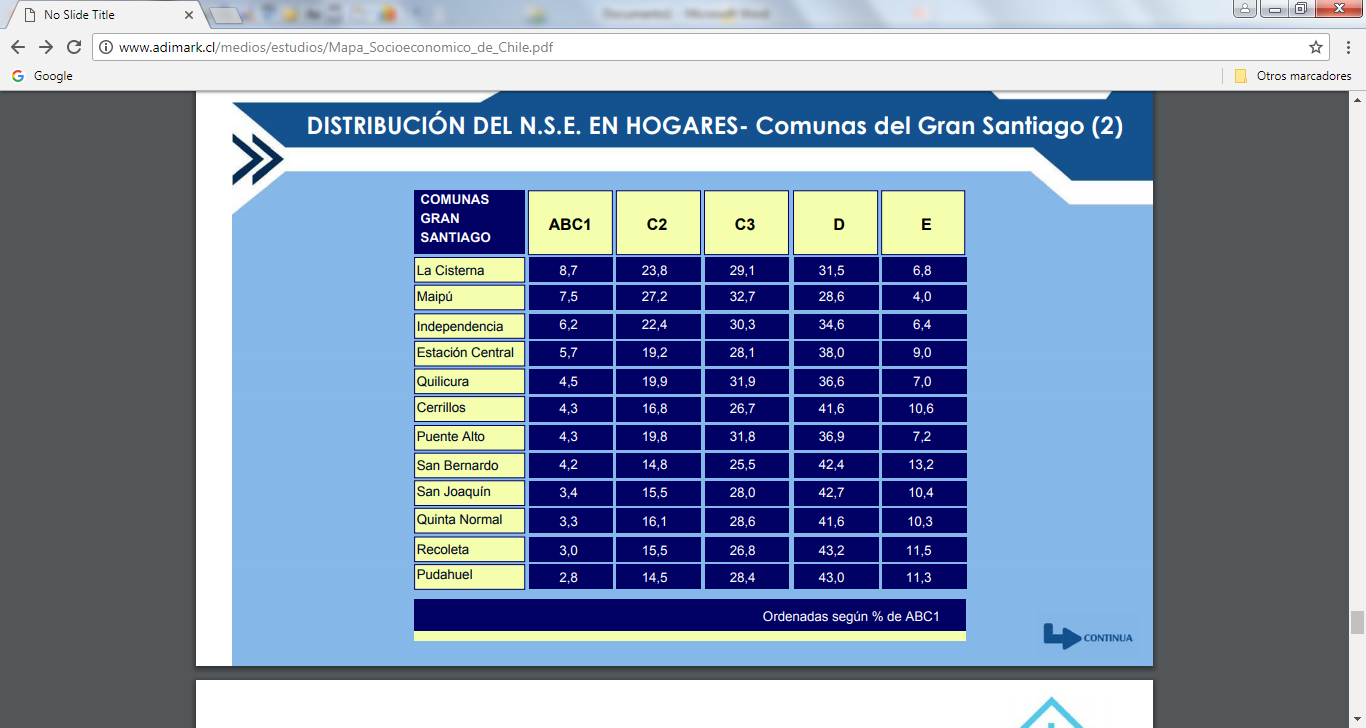 No Slide Title
www.adimark.cl/medios/estudios/Mapa_Socioeconomico_de_Chile.pdf
Google
Otros marcadores
DISTRIBUCIÓN DEL N.S.E. EN HOGARES- Comunas del Gran Santiago (2)
COMUNAS
GRAN
SANTIAGO
ABC1 C2 C3 D E
La Cisterna 8,7 23,8 29,1 31,5 6,8
Maipú 7,5 27,2 32,7 28,6 4,0
Independencia 6,2 22,4 30,3 34,6 6,4
Estación Central 5,7 19,2 28,1 38,0 9,0
Quilicura 4,5 19,9 31,9 36,6 7,0
Cerrillos 4,3 16,8 26,7 41,6 10,6
Puente Alto 4,3 19,8 31,8 36,9 7,2
San Bernardo 4,2 14,8 25,5 42,4 13,2
San Joaquín 3,4 15,5 28,0 42,7 10,4
Quinta Normal 3,3 16,1 28,6 41,6 10,3
Recoleta 3,0 15,5 26,8 43,2 11,5
Pudahuel 2,8 14,5 28,4 43,0 11,3
Ordenadas según % de ABC1
CONTINUA